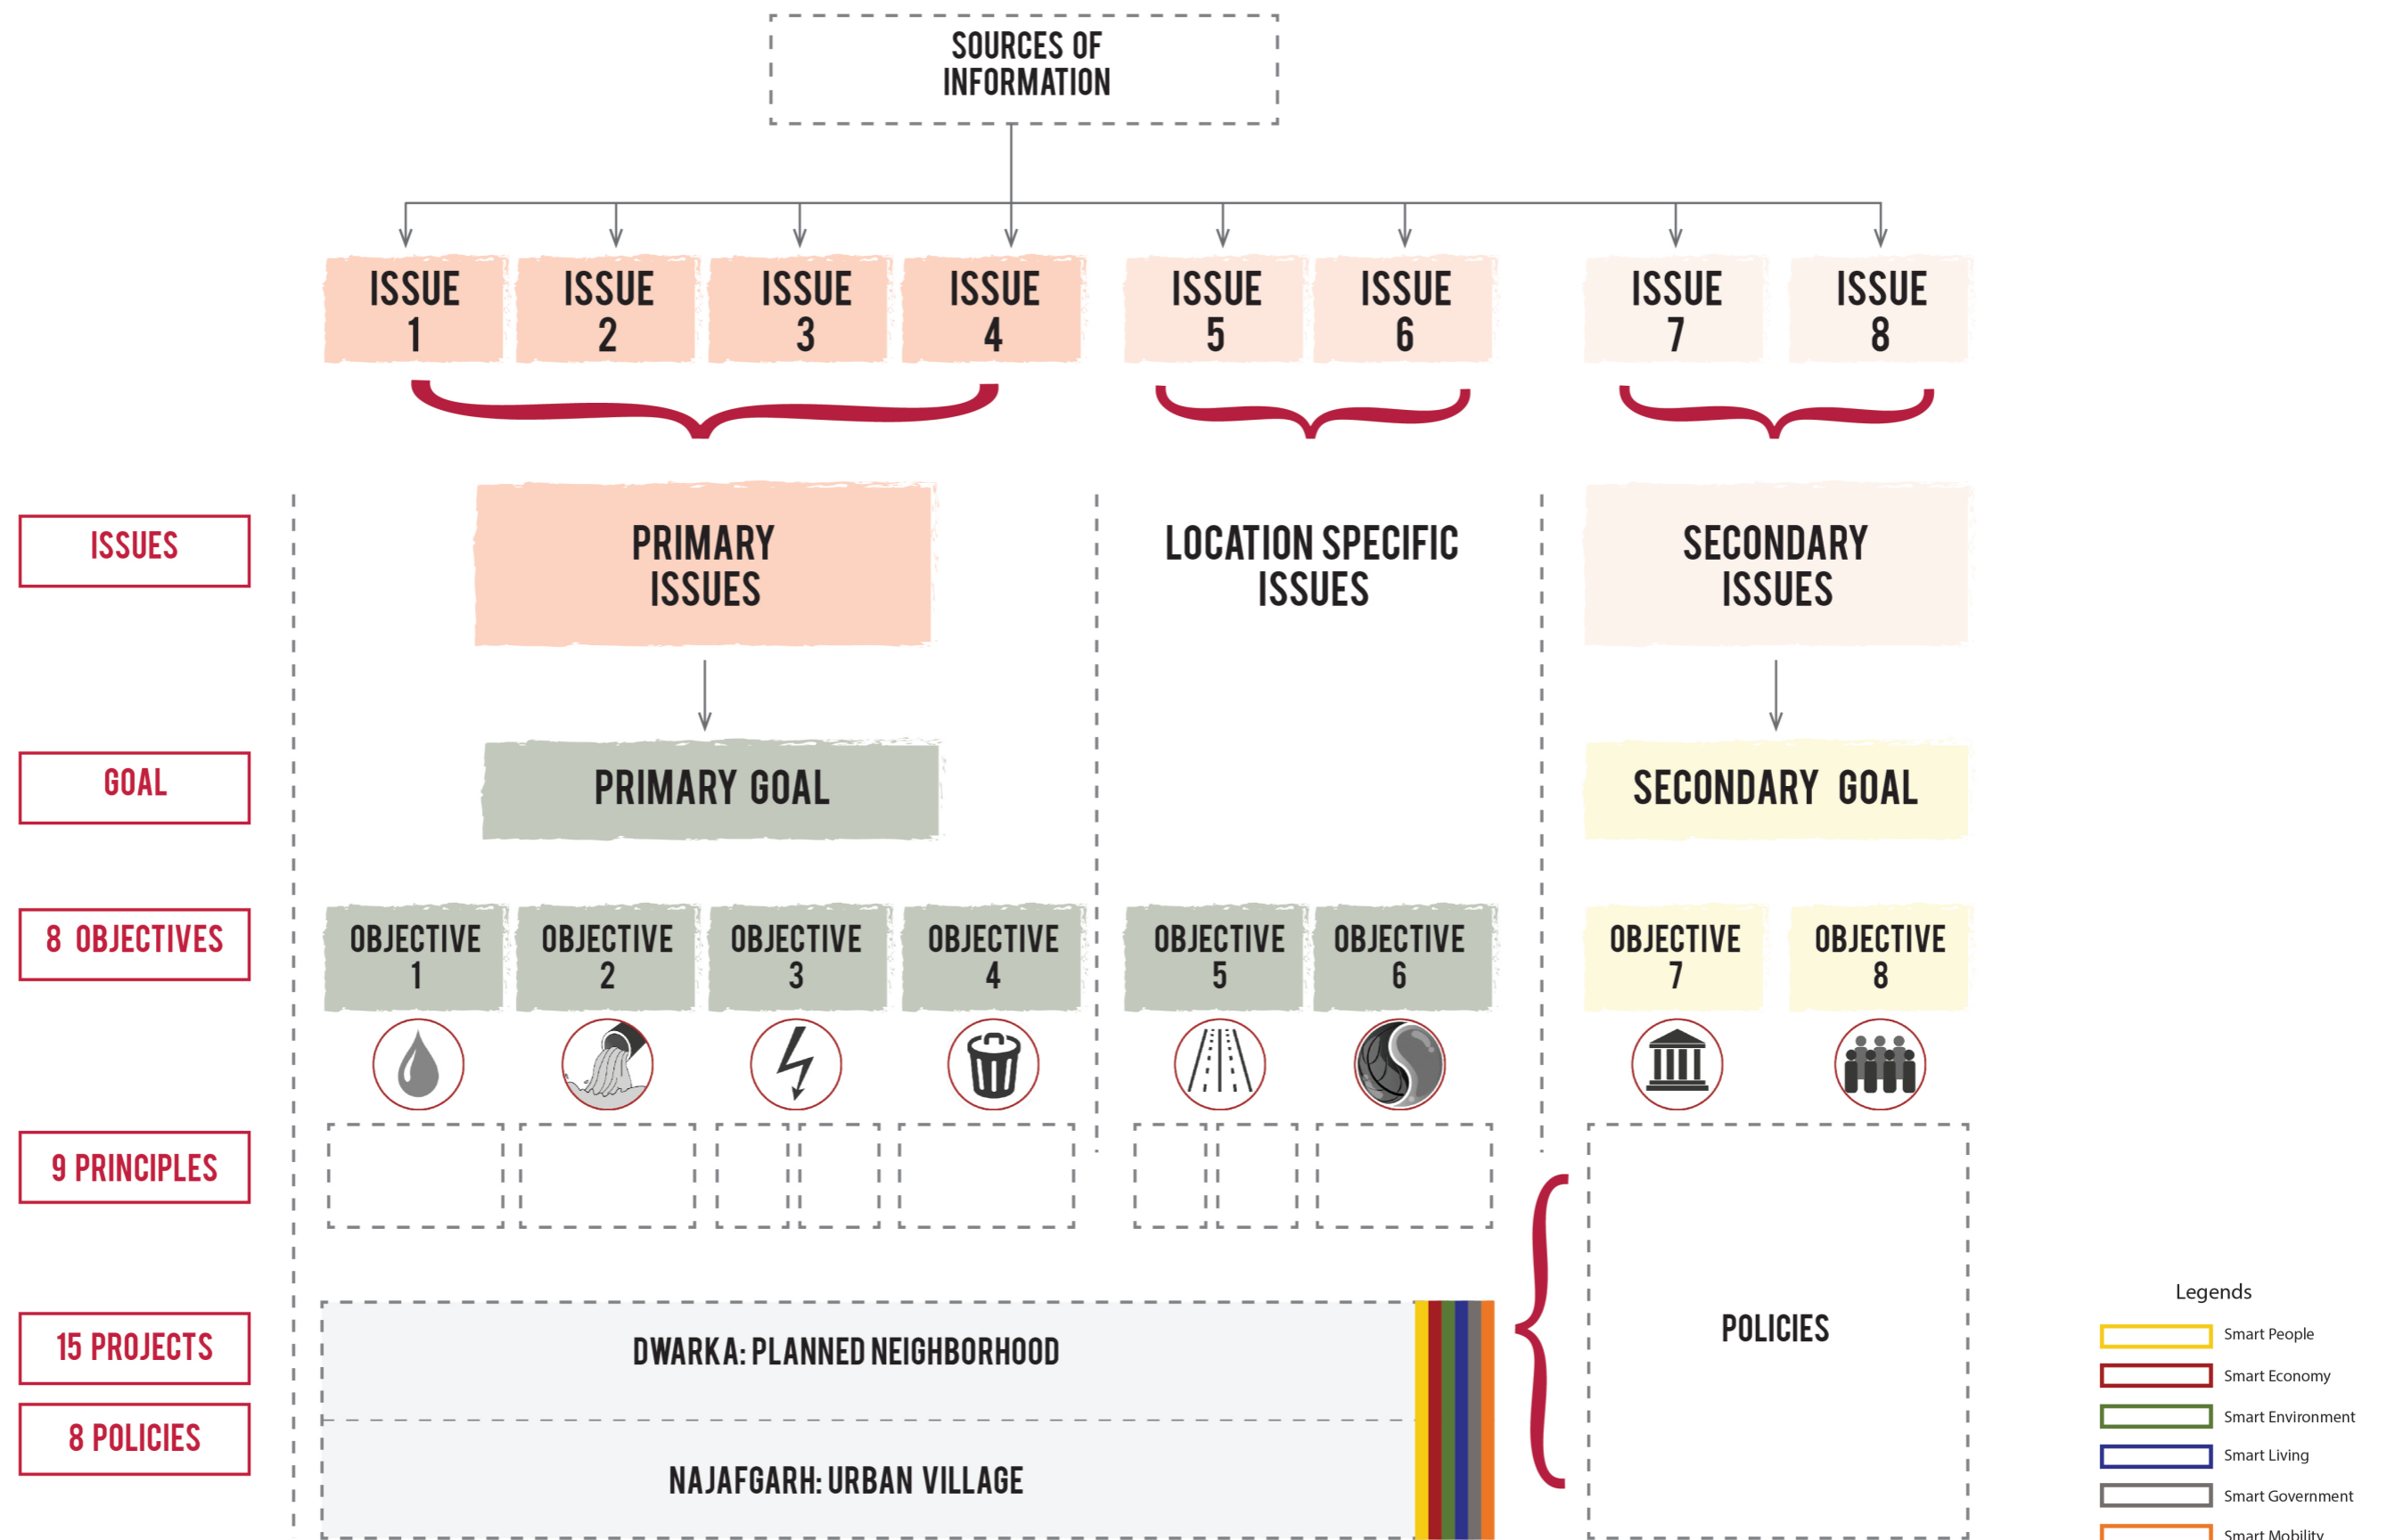 SOURCES OF
INFORMATION
ISSUE
1
ISSUE
2
ISSUE
3
ISSUE
4
ISSUE
5
ISSUE
6
ISSUE
7
ISSUE
8
ISSUES
PRIMARY
ISSUES
LOCATION SPECIFIC
ISSUES
SECONDARY
ISSUES
GOAL
PRIMARY GOAL
SECONDARY GOAL
8 OBJECTIVES
OBJECTIVE
1
OBJECTIVE
2
OBJECTIVE
3
OBJECTIVE
4
OBJECTIVE
5
OBJECTIVE
6
OBJECTIVE
7
OBJECTIVE
8
9 PRINCIPLES
15 PROJECTS
8 POLICIES
DWARKA: PLANNED NEIGHBORHOOD
NAJAFGARH: URBAN VILLAGE
POLICIES
Legends
Smart People
Smart Economy
Smart Environment
Smart Living
Smart Government
Smart Mobility